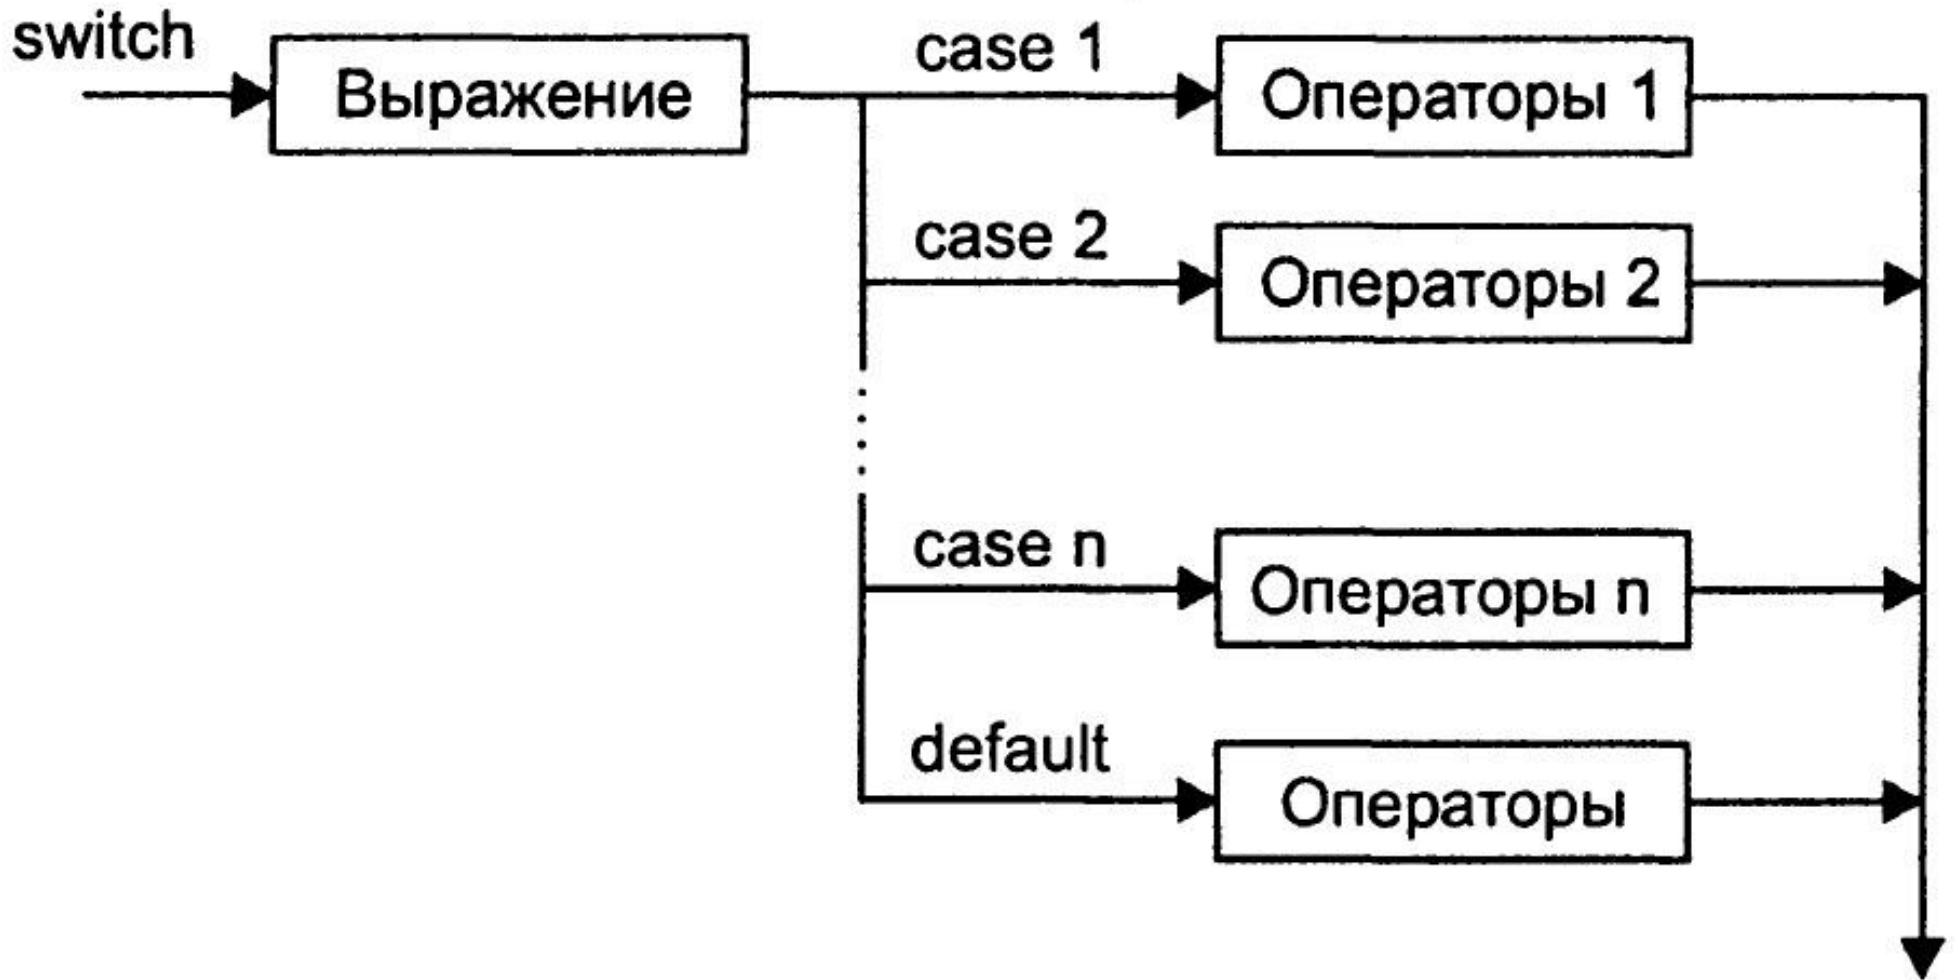 switch
Выражение
case 1
Операторы 1
case 2
Операторы 2
case n
Операторы n
default
Операторы